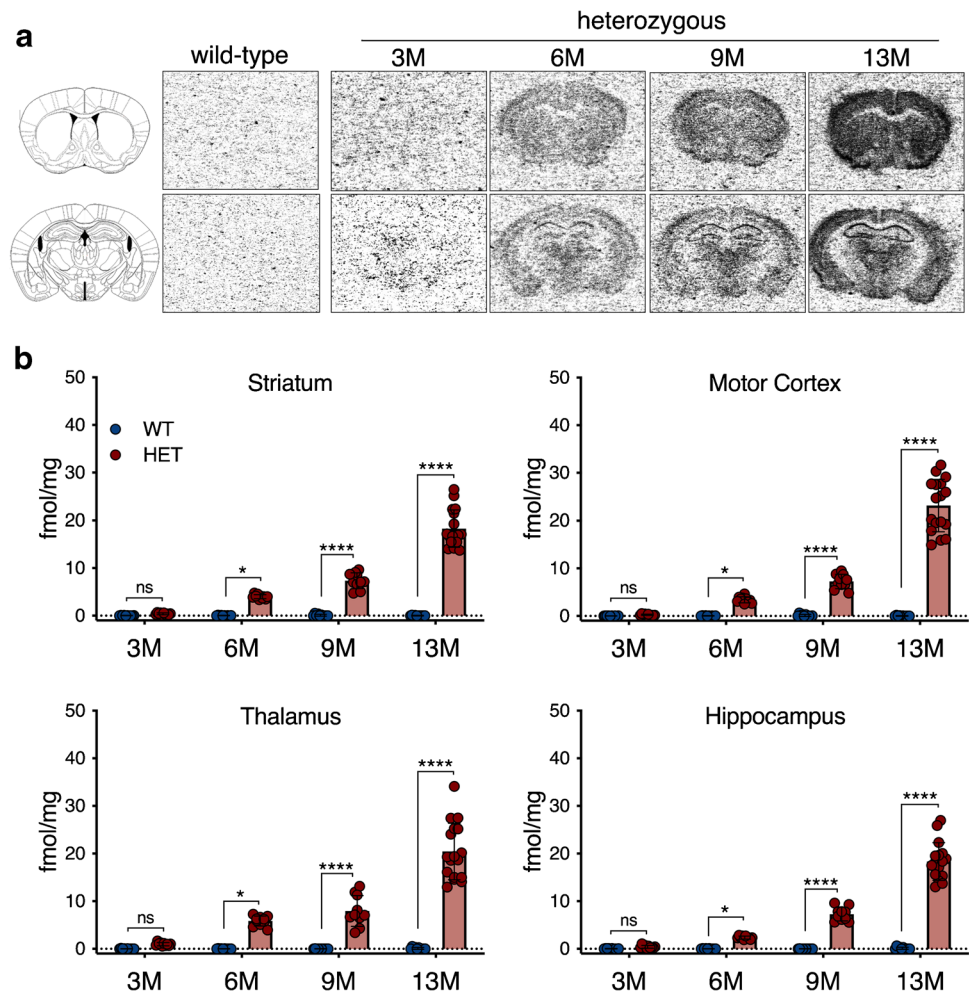 a
heterozygous
wild-type 3M 6M 9M 13M
b
Striatum
50
40
30
20
10
0
fmol/mg
WT
HET
ns * **** ****
3M 6M 9M 13M
Motor Cortex
50
40
30
20
10
0
fmol/mg
ns * **** ****
3M 6M 9M 13M
Thalamus
50
40
30
20
10
0
fmol/mg
ns * **** ****
3M 6M 9M 13M
Hippocampus
50
40
30
20
10
0
fmol/mg
ns * **** ****
3M 6M 9M 13M